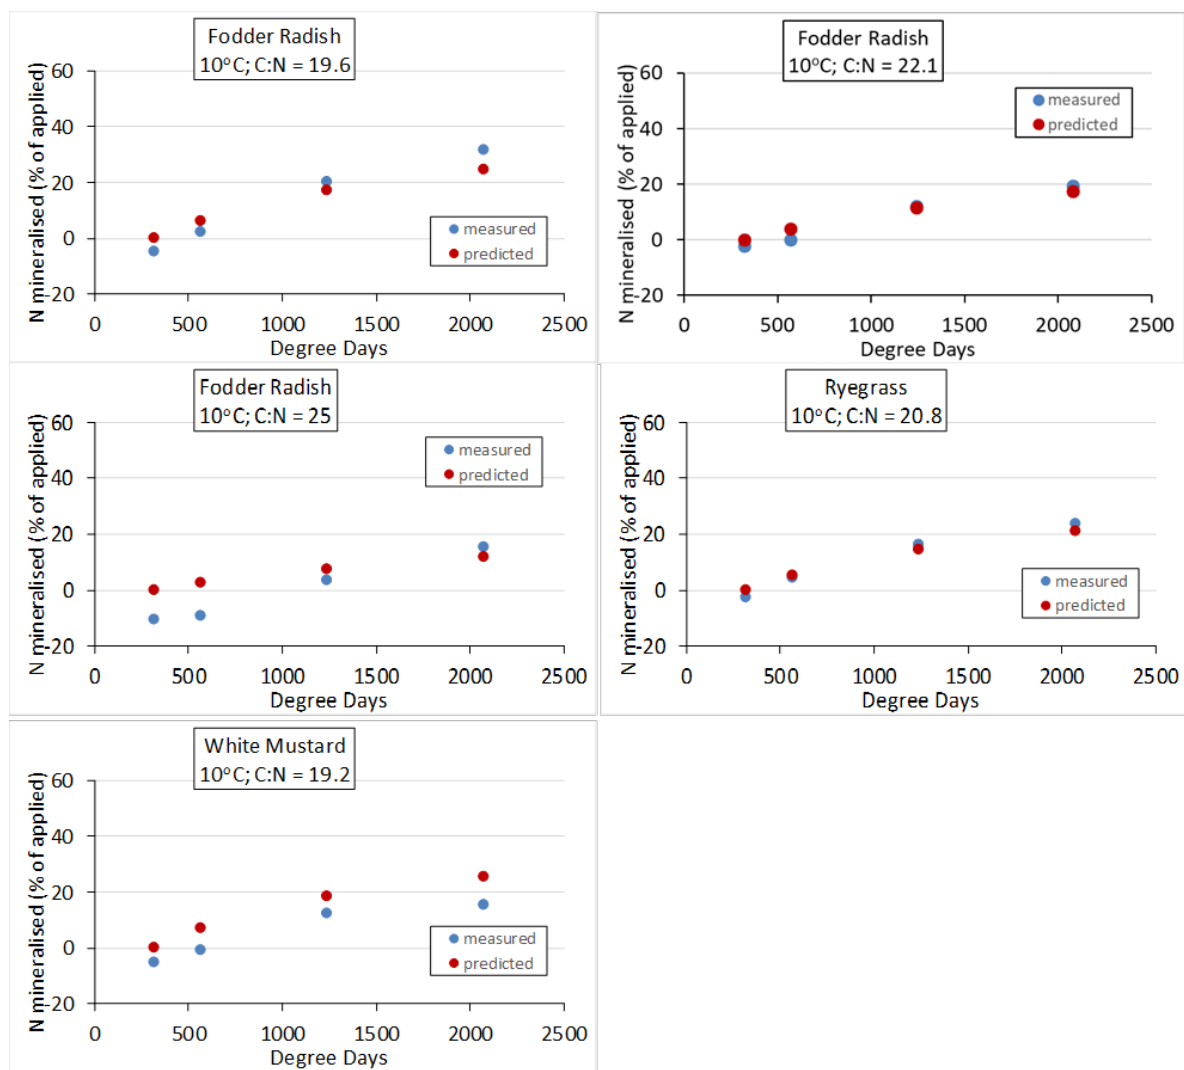 Fodder Radish
10°C; C:N = 19.6
N mineralised (% of applied)
60
40
20
0
-20
measured
predicted
0 500 1000 1500 2000 2500
Degree Days
Fodder Radish
10°C; C:N = 22.1
N mineralised (% of applied)
60
40
20
0
-20
measured
predicted
0 500 1000 1500 2000 2500
Degree Days
Fodder Radish
10°C; C:N = 25
N mineralised (% of applied)
60
40
20
0
-20
measured
predicted
0 500 1000 1500 2000 2500
Degree Days
Ryegrass
10°C; C:N = 20.8
N mineralised (% of applied)
60
40
20
0
-20
measured
predicted
0 500 1000 1500 2000 2500
Degree Days
White Mustard
10°C; C:N = 19.2
N mineralised (% of applied)
60
40
20
0
-20
measured
predicted
0 500 1000 1500 2000 2500
Degree Days